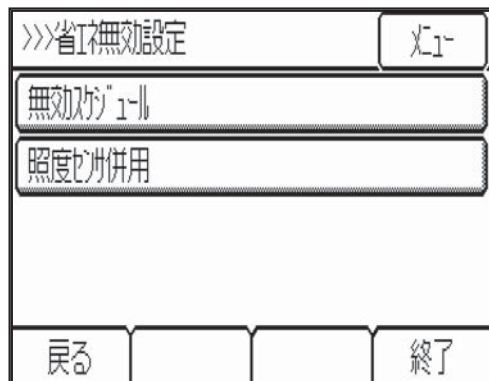 >>>省ｴﾈ無効設定
ﾒﾆｭｰ
無効ｽｹｼﾞｭｰﾙ
照度ｾﾝｻ併用
戻る
終了